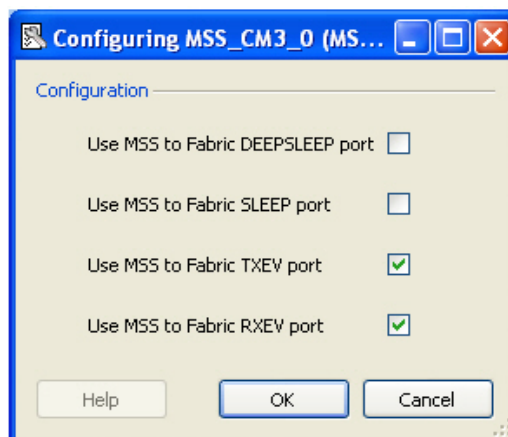 Configuring MSS_CM3_0 (MS...
Configuration
Use MSS to Fabric DEEPSLEEP port
Use MSS to Fabric SLEEP port
Use MSS to Fabric TXEV port
Use MSS to Fabric RXEV port
Help OK Cancel